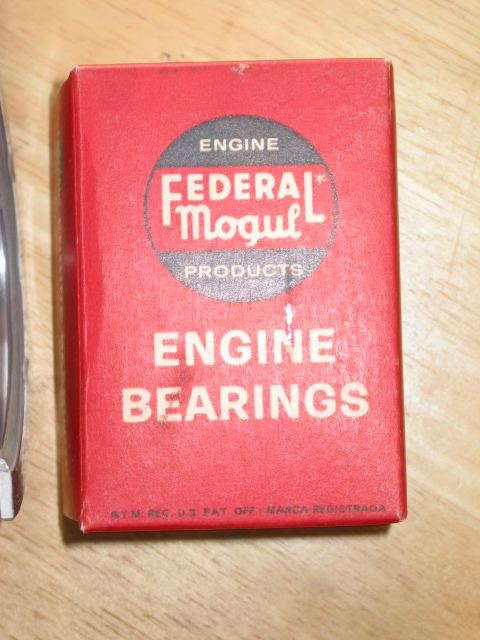 ENGINE
FEDERAL*
Mogul
PRODUCTS
ENGINE
BEARINGS
*T.M. REG. U.S. PAT. OFF. MARCA REGISTRADA